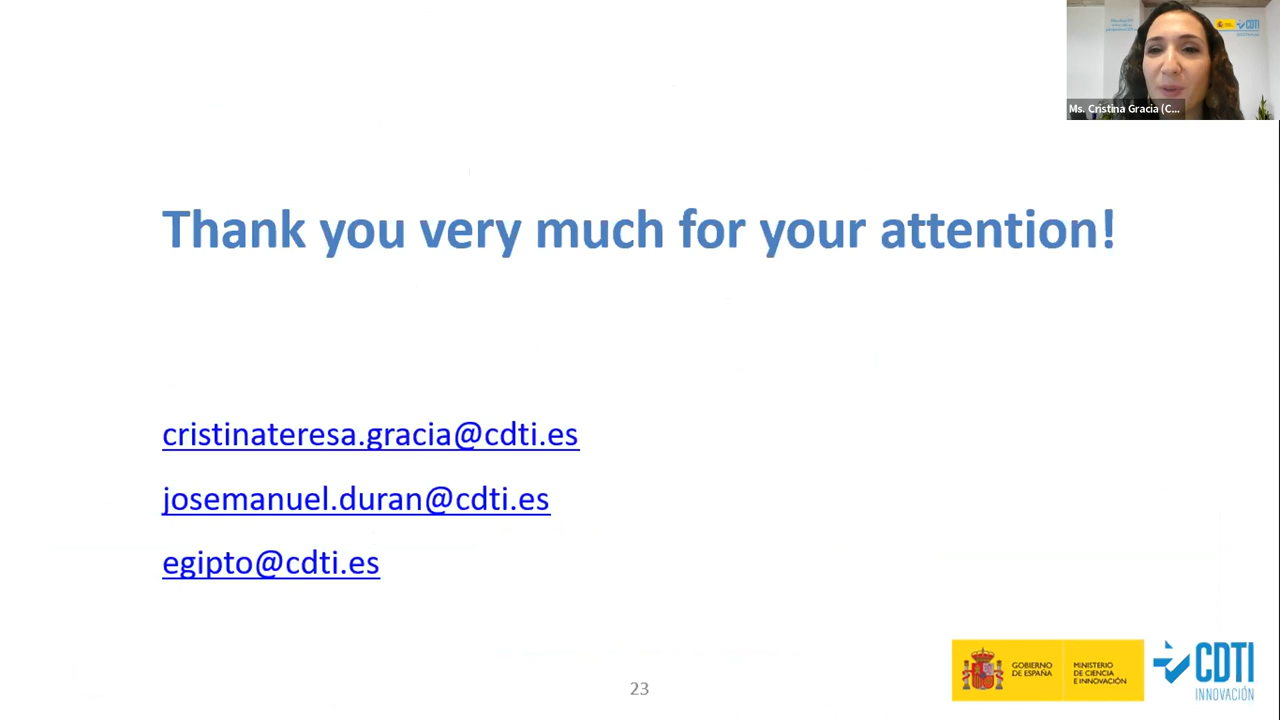 CDTI
Ms. Cristina Gracia (C...
Thank you very much for your attention!
cristinateresa.gracia@cdti.es
josemanuel.duran@cdti.es
egipto@cdti.es
GOBIERNO
DE ESPAÑA
MINISTERIO
DE CIENCIA
E INNOVACIÓN
CDTI
INNOVACIÓN
23